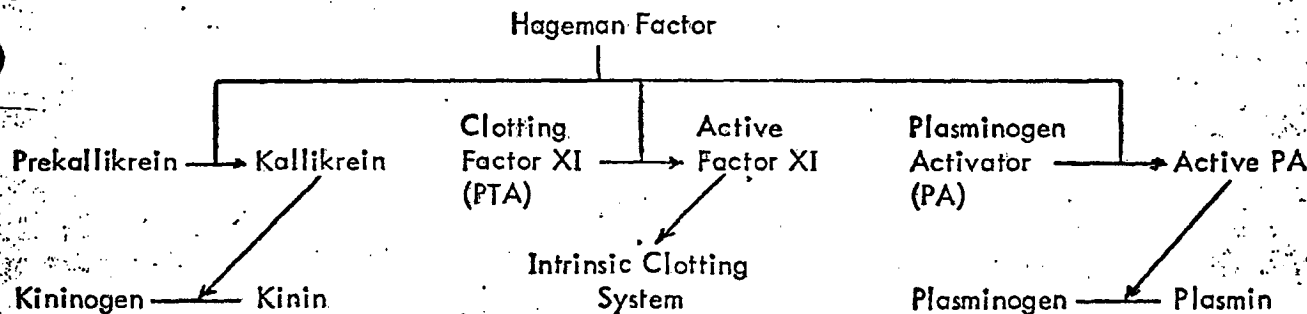 Hageman Factor
Clotting
Factor XI
(PTA)
Active
Factor XI
Plasminogen
Activator
(PA)
Prekallikrein
Kallikrein
Active PA
Intrinsic Clotting
System
Kininogen
Kinin
Plasminogen
Plasmin